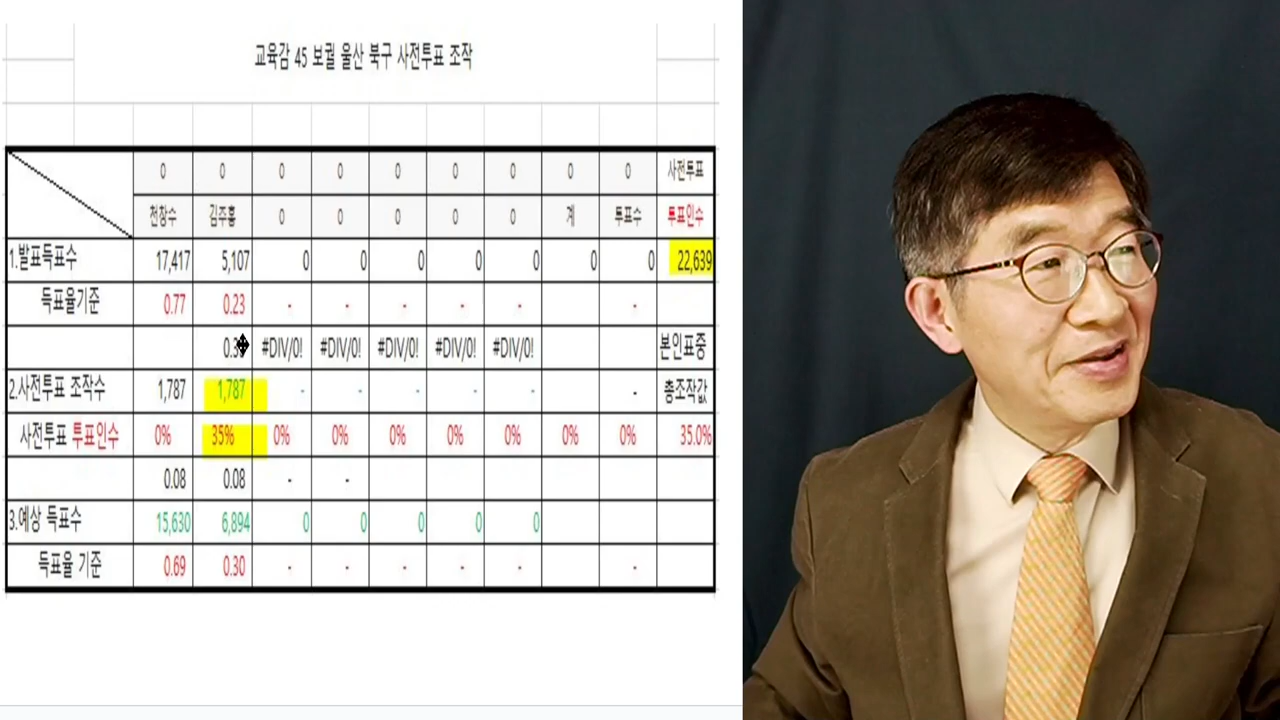 교육감 45 보궐 울산 북구 사전투표 조작
0 0 0 0 0 0 0 0 0 사전투표
천창수 김주홍 0 0 0 0 0 계 투표수 투표인수
1.발표득표수 17,417 5,107 0 0 0 0 0 0 0 22,639
득표율기준 0.77 0.23 - - - - - -
#DIV/0! #DIV/0! #DIV/0! #DIV/0! #DIV/0! 본인표중
2.사전투표 조작수 1,787 1,787 - - - - - - 총조작값
사전투표 투표인수 0% 35% 0% 0% 0% 0% 0% 0% 0% 35.0%
0.08 0.08 - -
3.예상 득표수 15,630 6,894 0 0 0 0 0
득표율 기준 0.69 0.30 - - - - - -